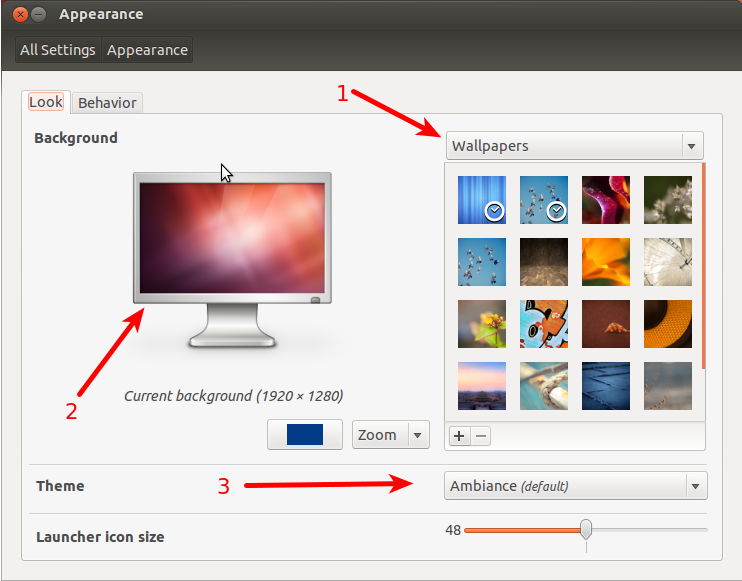 Appearance
All Settings Appearance
Look Behavior
1
Background
Wallpapers
2
Current background (1920 × 1280)
Zoom
+ −
Theme
3
Ambiance (default)
Launcher icon size
48